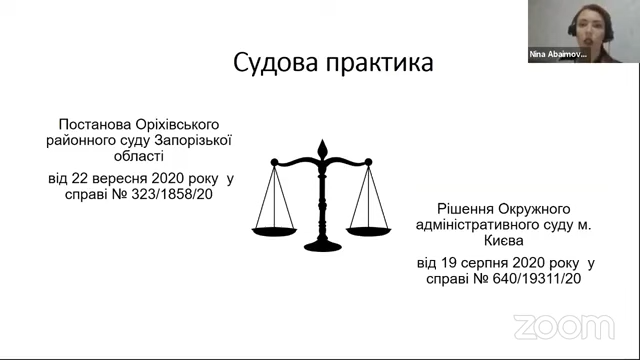 Nina Abaimov...
Судова практика
Постанова Оріхівського
районного суду Запорізької
області
від 22 вересня 2020 року у
справі № 323/1858/20
Рішення Окружного
адміністративного суду м.
Києва
від 19 серпня 2020 року у
справі № 640/19311/20
zoom